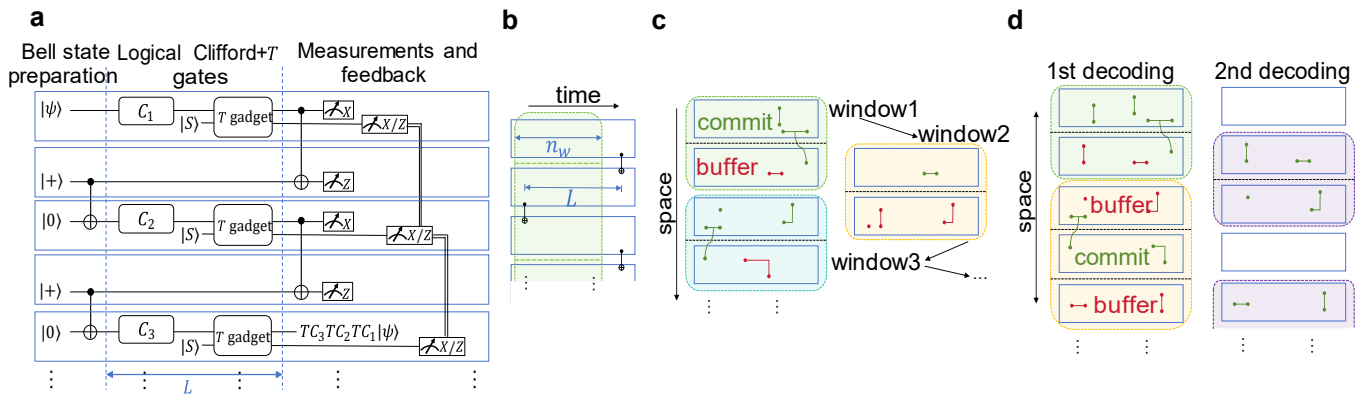 a
Bell state preparation
Logical Clifford+T gates
Measurements and feedback
|ψ⟩
C₁
|S⟩
T gadget
X
X/Z
|+⟩
Z
|0⟩
C₂
|S⟩
T gadget
X
X/Z
|+⟩
Z
|0⟩
C₃
|S⟩
T gadget
TC₃TC₂TC₁|ψ⟩
X/Z
⋮ ⋮ ⋮ ⋮ ⋮
L
b
time
n_W
L
⋮ ⋮
c
space
commit
buffer
window1
window2
window3
...
⋮ ⋮
d
1st decoding
2nd decoding
space
buffer
commit
buffer
⋮ ⋮
⋮ ⋮